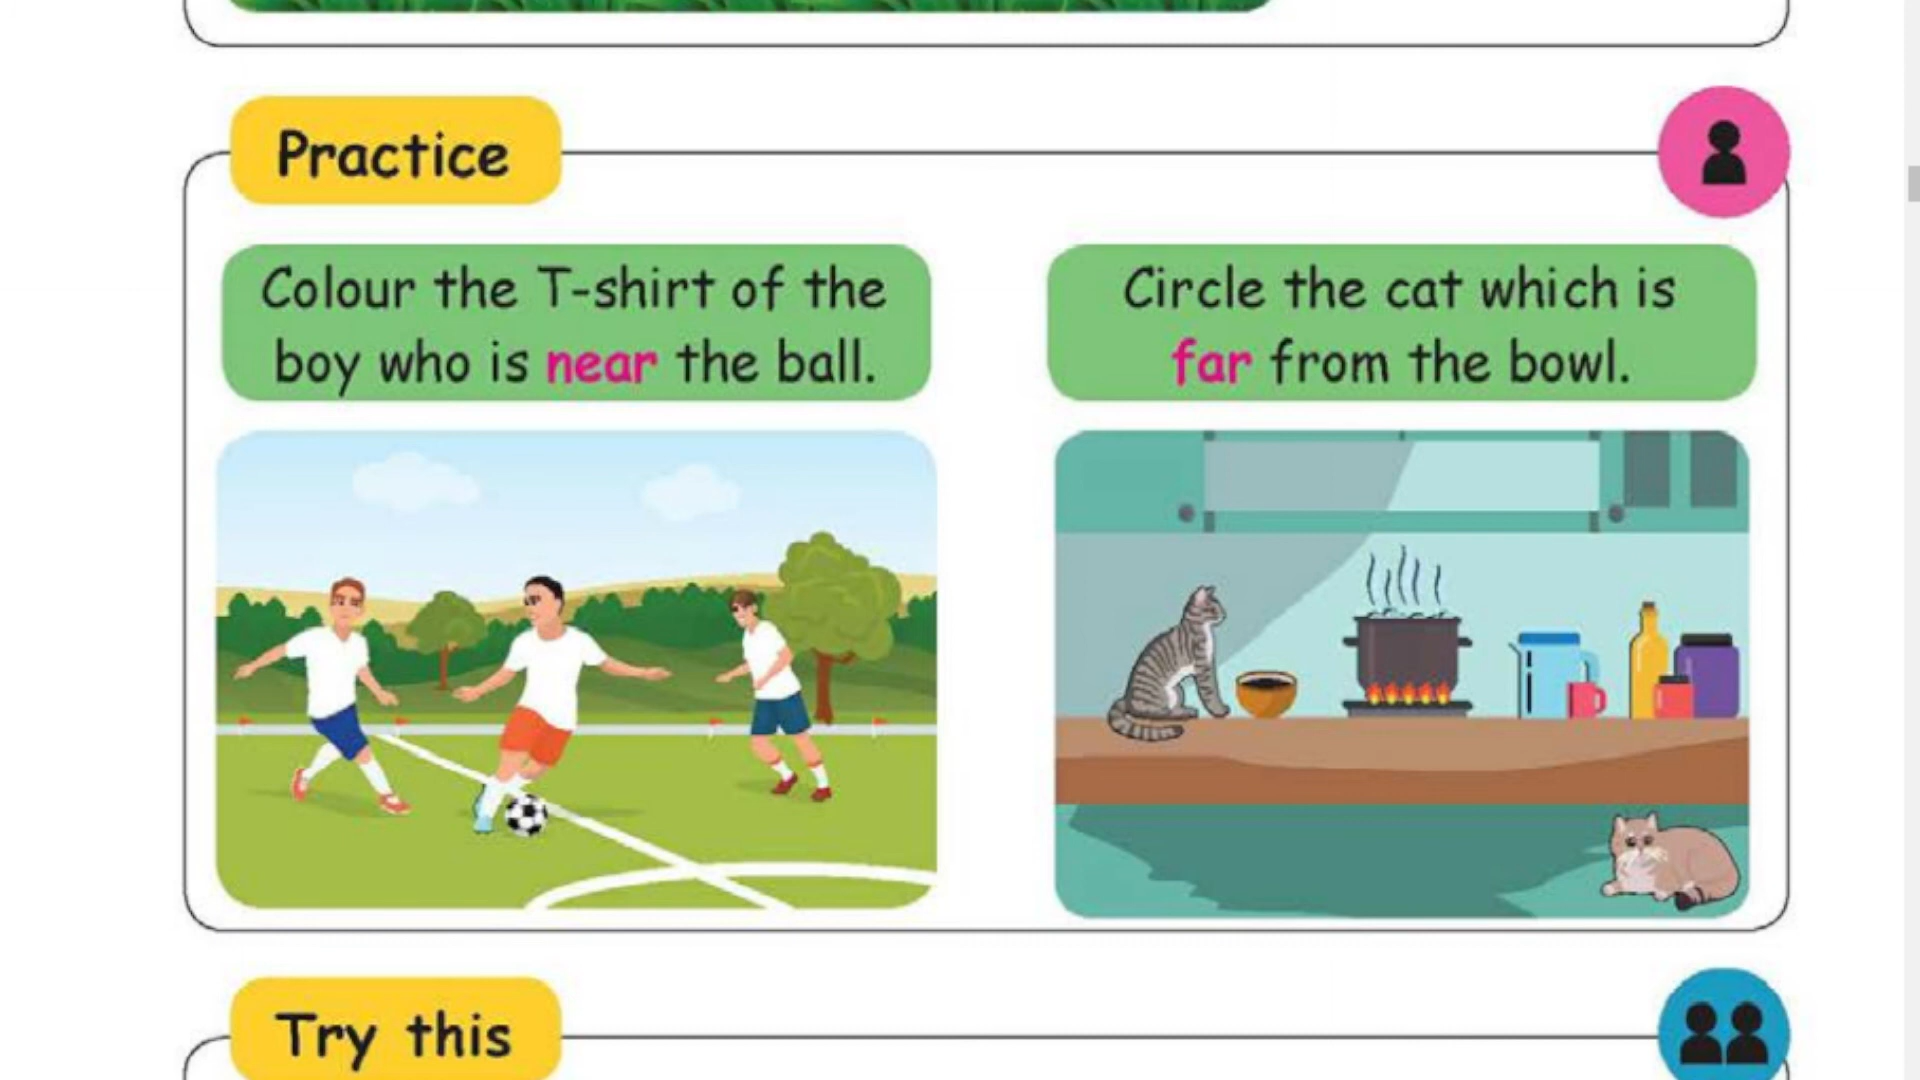 Practice
Colour the T-shirt of the
boy who is near the ball.
Circle the cat which is
far from the bowl.
Try this